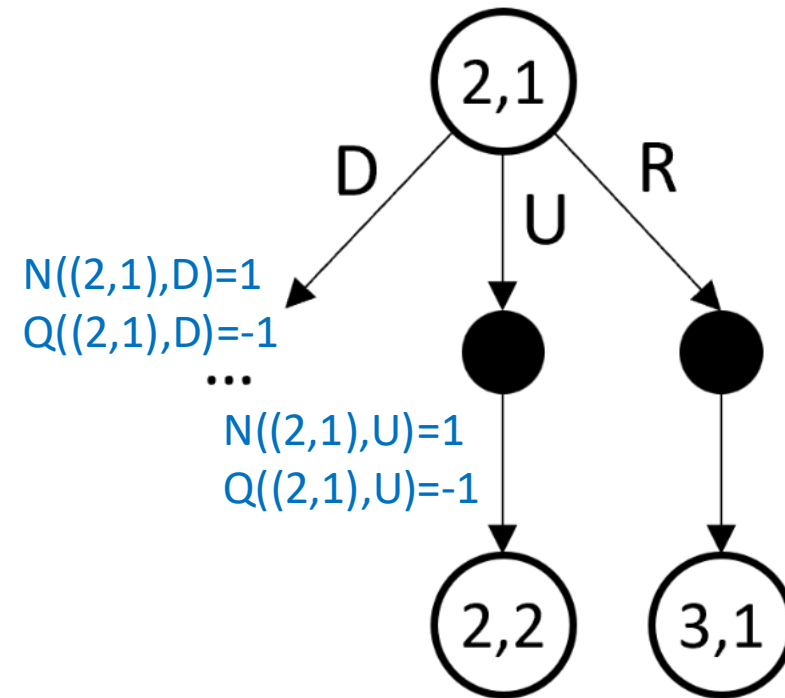 2,1
D
R
U
N((2,1),D)=1
Q((2,1),D)=-1
...
N((2,1),U)=1
Q((2,1),U)=-1
2,2
3,1